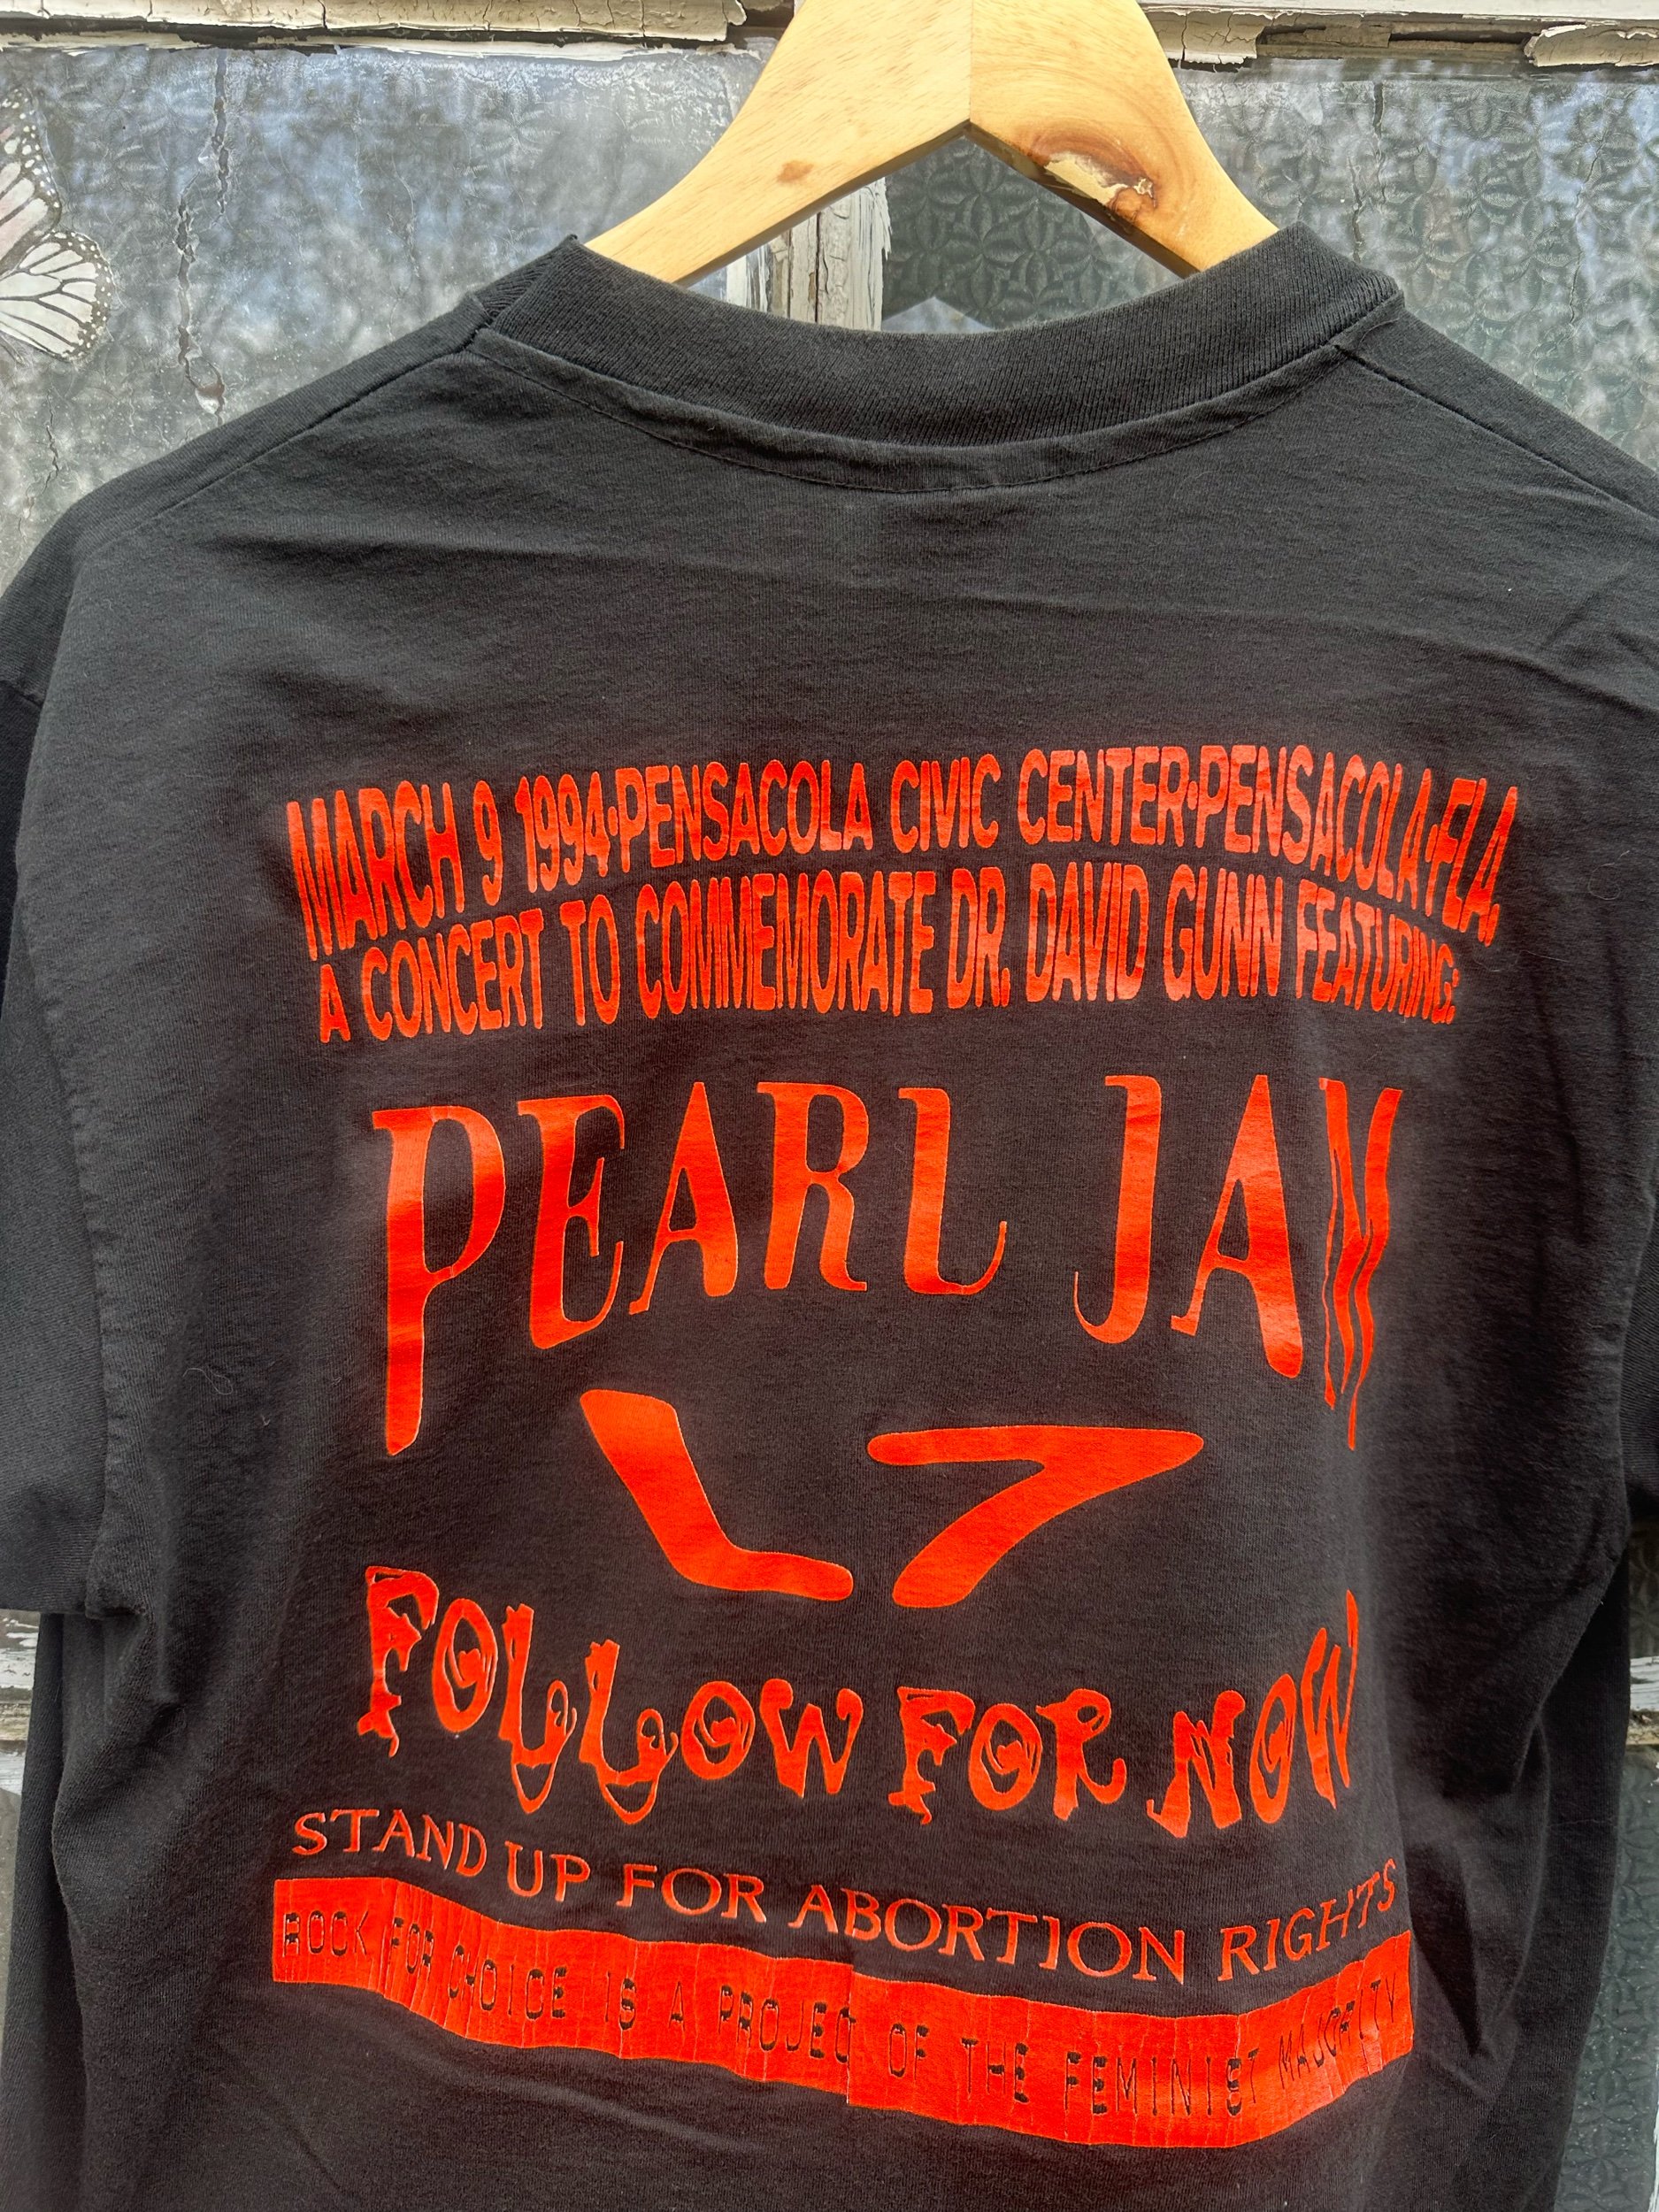 MARCH 9 1994•PENSACOLA CIVIC CENTER•PENSACOLA•FLA.
A CONCERT TO COMMEMORATE DR. DAVID GUNN FEATURING:
PEARL JAM
L7
FOLLOW FOR NOW
STAND UP FOR ABORTION RIGHTS
ROCK FOR CHOICE IS A PROJECT OF THE FEMINIST MAJORITY